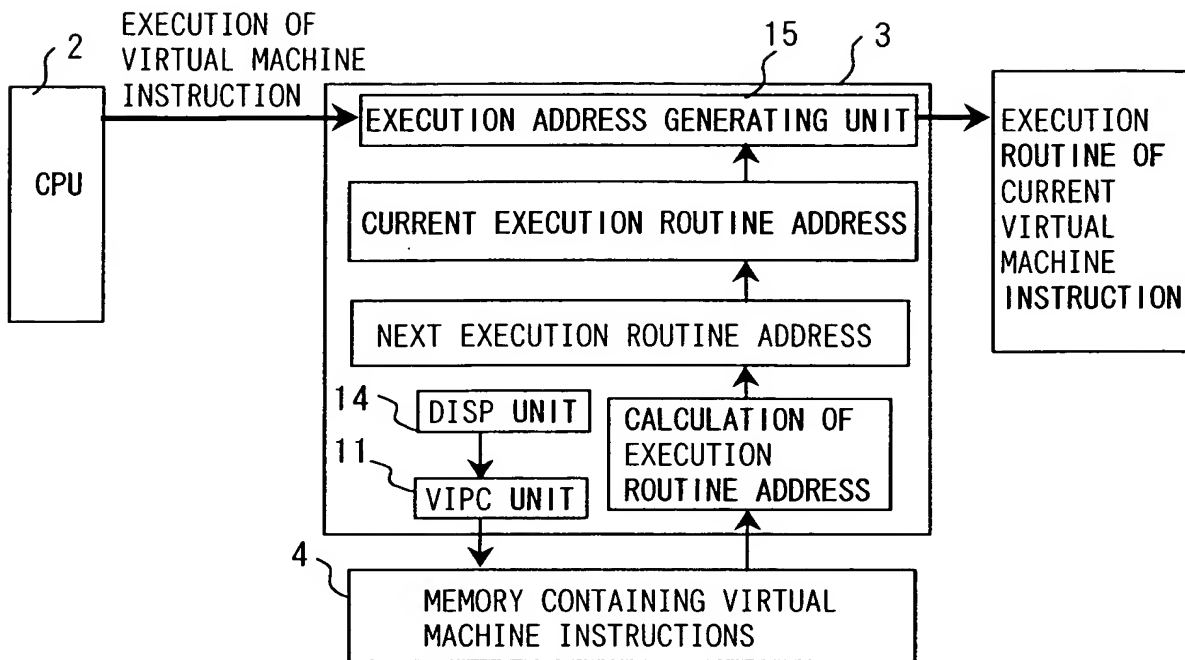 EXECUTION OF
VIRTUAL MACHINE
INSTRUCTION
2
15
3
CPU
EXECUTION ADDRESS GENERATING UNIT
EXECUTION
ROUTINE OF
CURRENT
VIRTUAL
MACHINE
INSTRUCTION
CURRENT EXECUTION ROUTINE ADDRESS
NEXT EXECUTION ROUTINE ADDRESS
14
DISP UNIT
11
VIPC UNIT
CALCULATION OF
EXECUTION
ROUTINE ADDRESS
4
MEMORY CONTAINING VIRTUAL
MACHINE INSTRUCTIONS